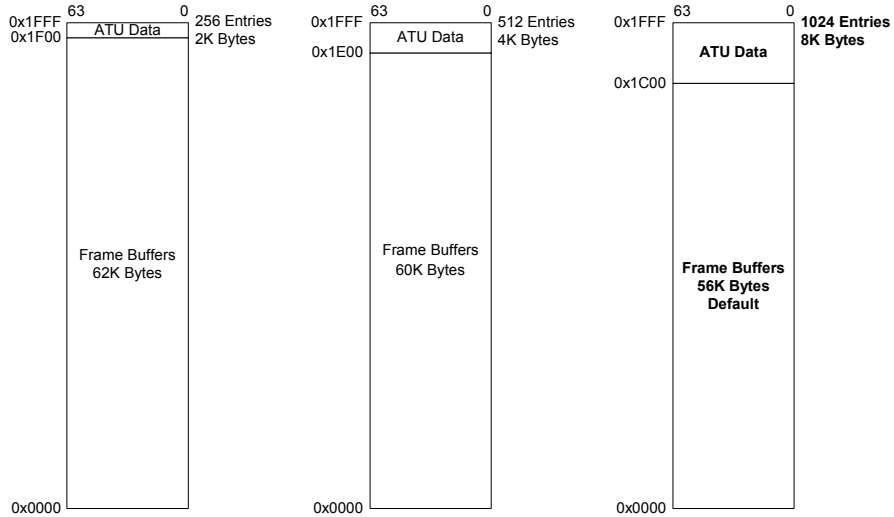 63 0
0x1FFF
ATU Data
256 Entries
2K Bytes
0x1F00
Frame Buffers
62K Bytes
0x0000
63 0
0x1FFF
ATU Data
512 Entries
4K Bytes
0x1E00
Frame Buffers
60K Bytes
0x0000
63 0
0x1FFF
ATU Data
1024 Entries
8K Bytes
0x1C00
Frame Buffers
56K Bytes
Default
0x0000